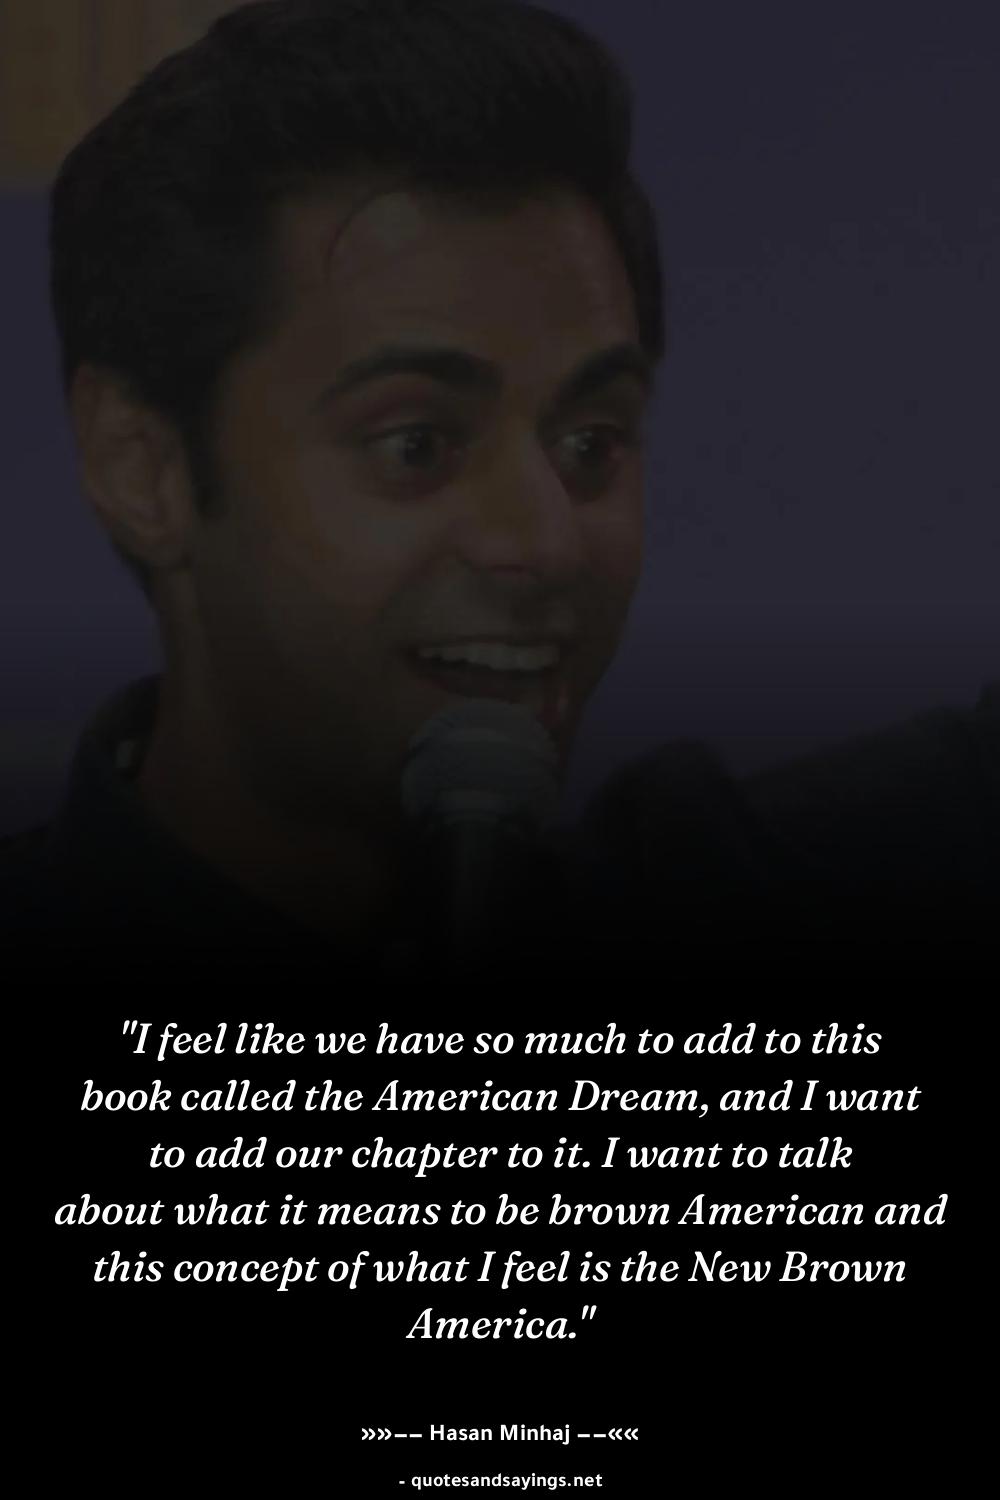 "I feel like we have so much to add to this
book called the American Dream, and I want
to add our chapter to it. I want to talk
about what it means to be brown American and
this concept of what I feel is the New Brown
America."
»»−− Hasan Minhaj −−««
- quotesandsayings.net